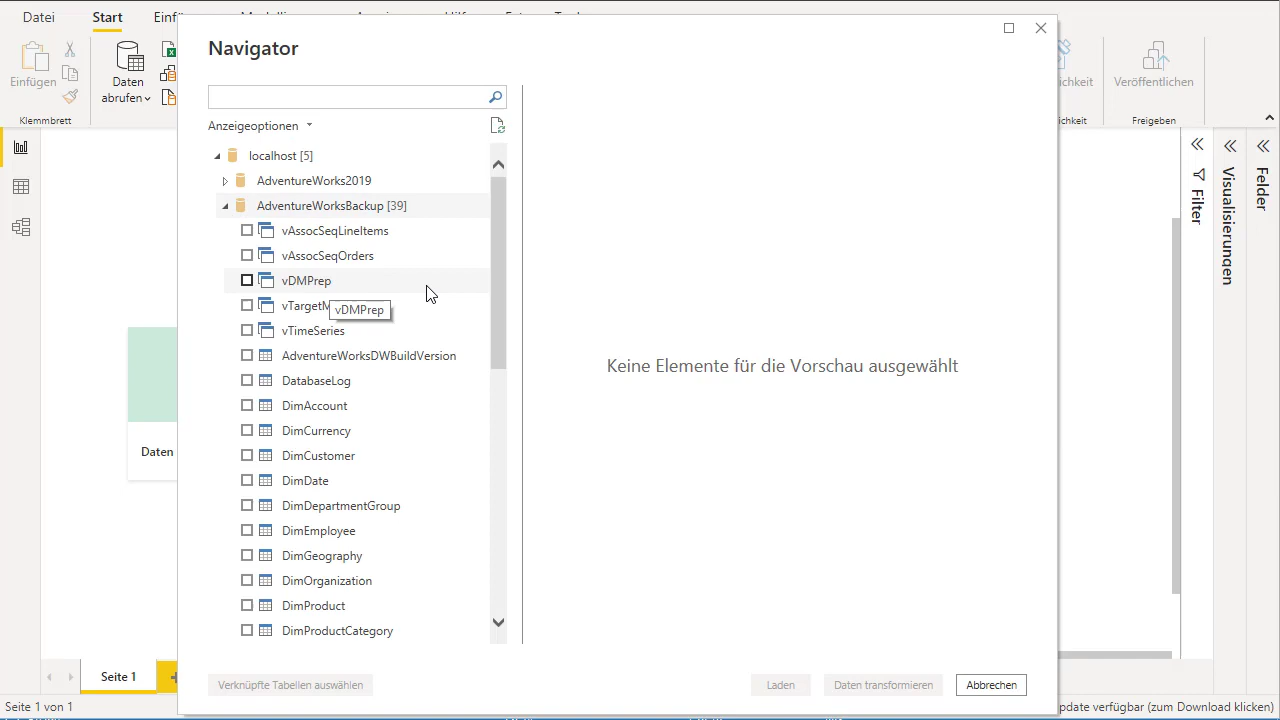 Datei
Start
Navigator
Einfügen
Daten
abrufen
Klemmbrett
Veröffentlichen
Freigeben
Anzeigeoptionen
localhost [5]
AdventureWorks2019
AdventureWorksBackup [39]
vAssocSeqLineItems
vAssocSeqOrders
vDMPrep
vTargetM
vDMPrep
vTimeSeries
AdventureWorksDWBuildVersion
DatabaseLog
DimAccount
DimCurrency
DimCustomer
DimDate
DimDepartmentGroup
DimEmployee
DimGeography
DimOrganization
DimProduct
DimProductCategory
Keine Elemente für die Vorschau ausgewählt
Filter
Visualisierungen
Felder
Daten
Verknüpfte Tabellen auswählen
Laden
Daten transformieren
Abbrechen
Seite 1
Seite 1 von 1
pdate verfügbar (zum Download klicken)